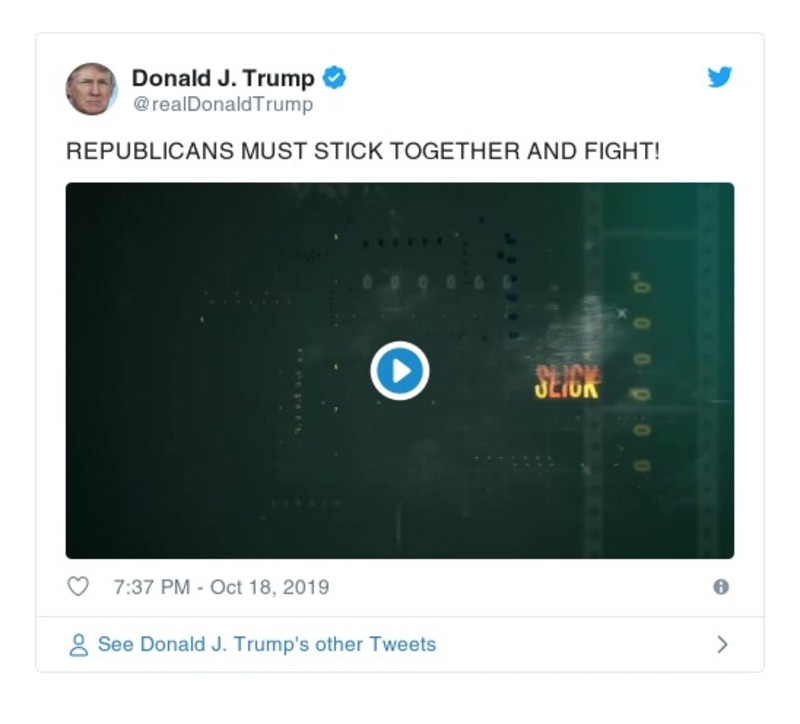 Donald J. Trump
@realDonaldTrump
REPUBLICANS MUST STICK TOGETHER AND FIGHT!
SLICK
7:37 PM - Oct 18, 2019
See Donald J. Trump's other Tweets